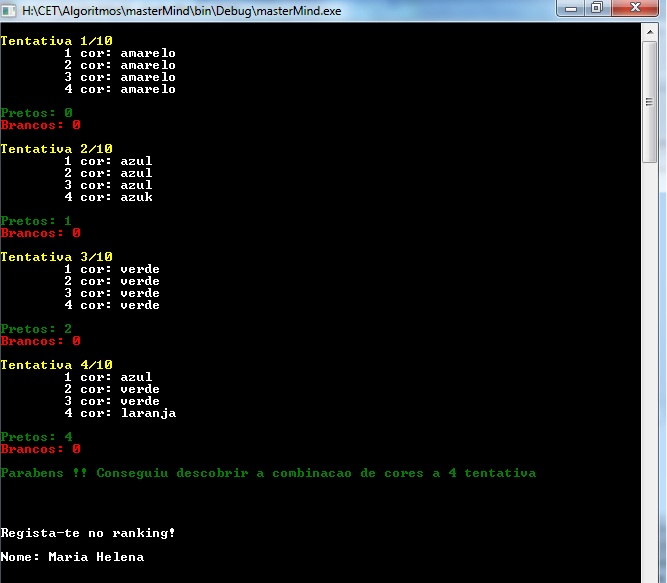 H:\CET\Algoritmos\masterMind\bin\Debug\masterMind.exe
Tentativa 1/10
1 cor: amarelo
2 cor: amarelo
3 cor: amarelo
4 cor: amarelo
Pretos: 0
Brancos: 0
Tentativa 2/10
1 cor: azul
2 cor: azul
3 cor: azul
4 cor: azuk
Pretos: 1
Brancos: 0
Tentativa 3/10
1 cor: verde
2 cor: verde
3 cor: verde
4 cor: verde
Pretos: 2
Brancos: 0
Tentativa 4/10
1 cor: azul
2 cor: verde
3 cor: verde
4 cor: laranja
Pretos: 4
Brancos: 0
Parabens !! Conseguiu descobrir a combinacao de cores a 4 tentativa
Regista-te no ranking!
Nome: Maria Helena